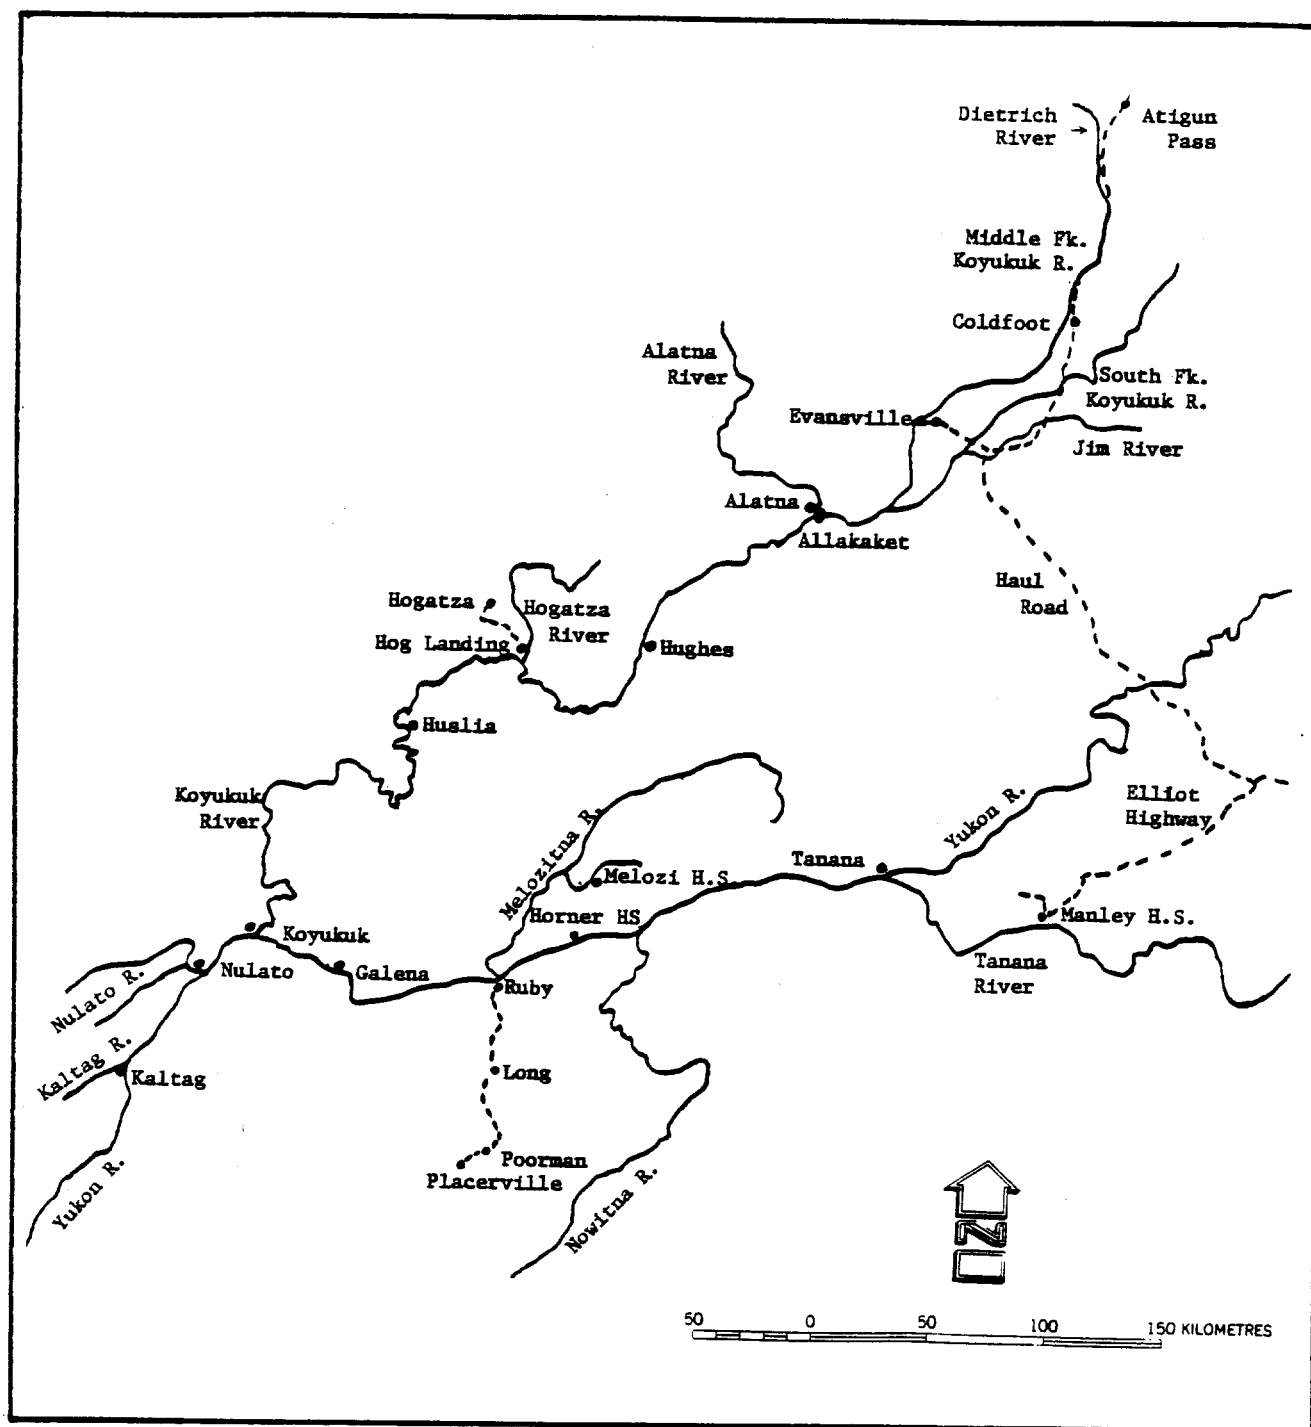 Dietrich
River
Atigun
Pass
Middle Fk.
Koyukuk R.
Coldfoot
Alatna
River
South Fk.
Koyukuk R.
Evansville
Jim River
Alatna
Allakaket
Haul
Road
Hogatza
Hogatza
River
Hog Landing
Hughes
Huslia
Koyukuk
River
Elliot
Highway
Yukon R.
Melozitna R.
Tanana
Melozi H.S.
Horner HS
Manley H.S.
Koyukuk
Nulato
Galena
Ruby
Tanana
River
Nulato R.
Kaltag R.
Kaltag
Long
Poorman
Placerville
Yukon R.
Nowitna R.
N
50 0 50 100 150 KILOMETRES